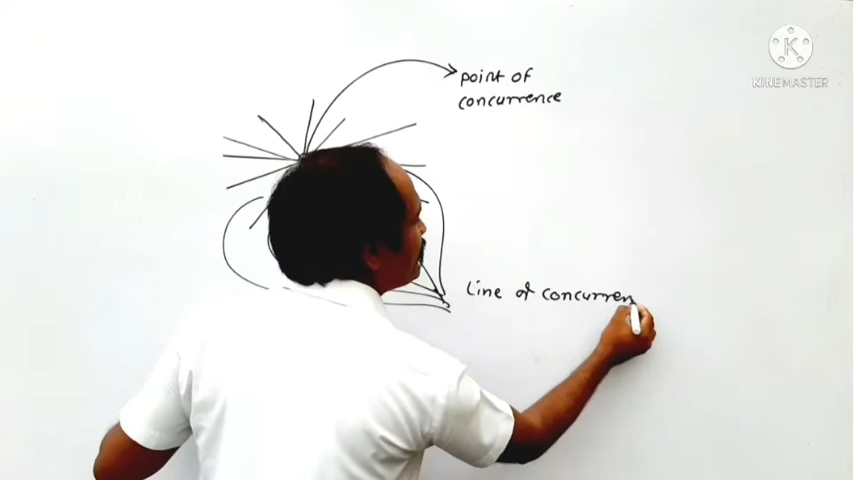 KINEMASTER
point of
concurrence
Line of concurren